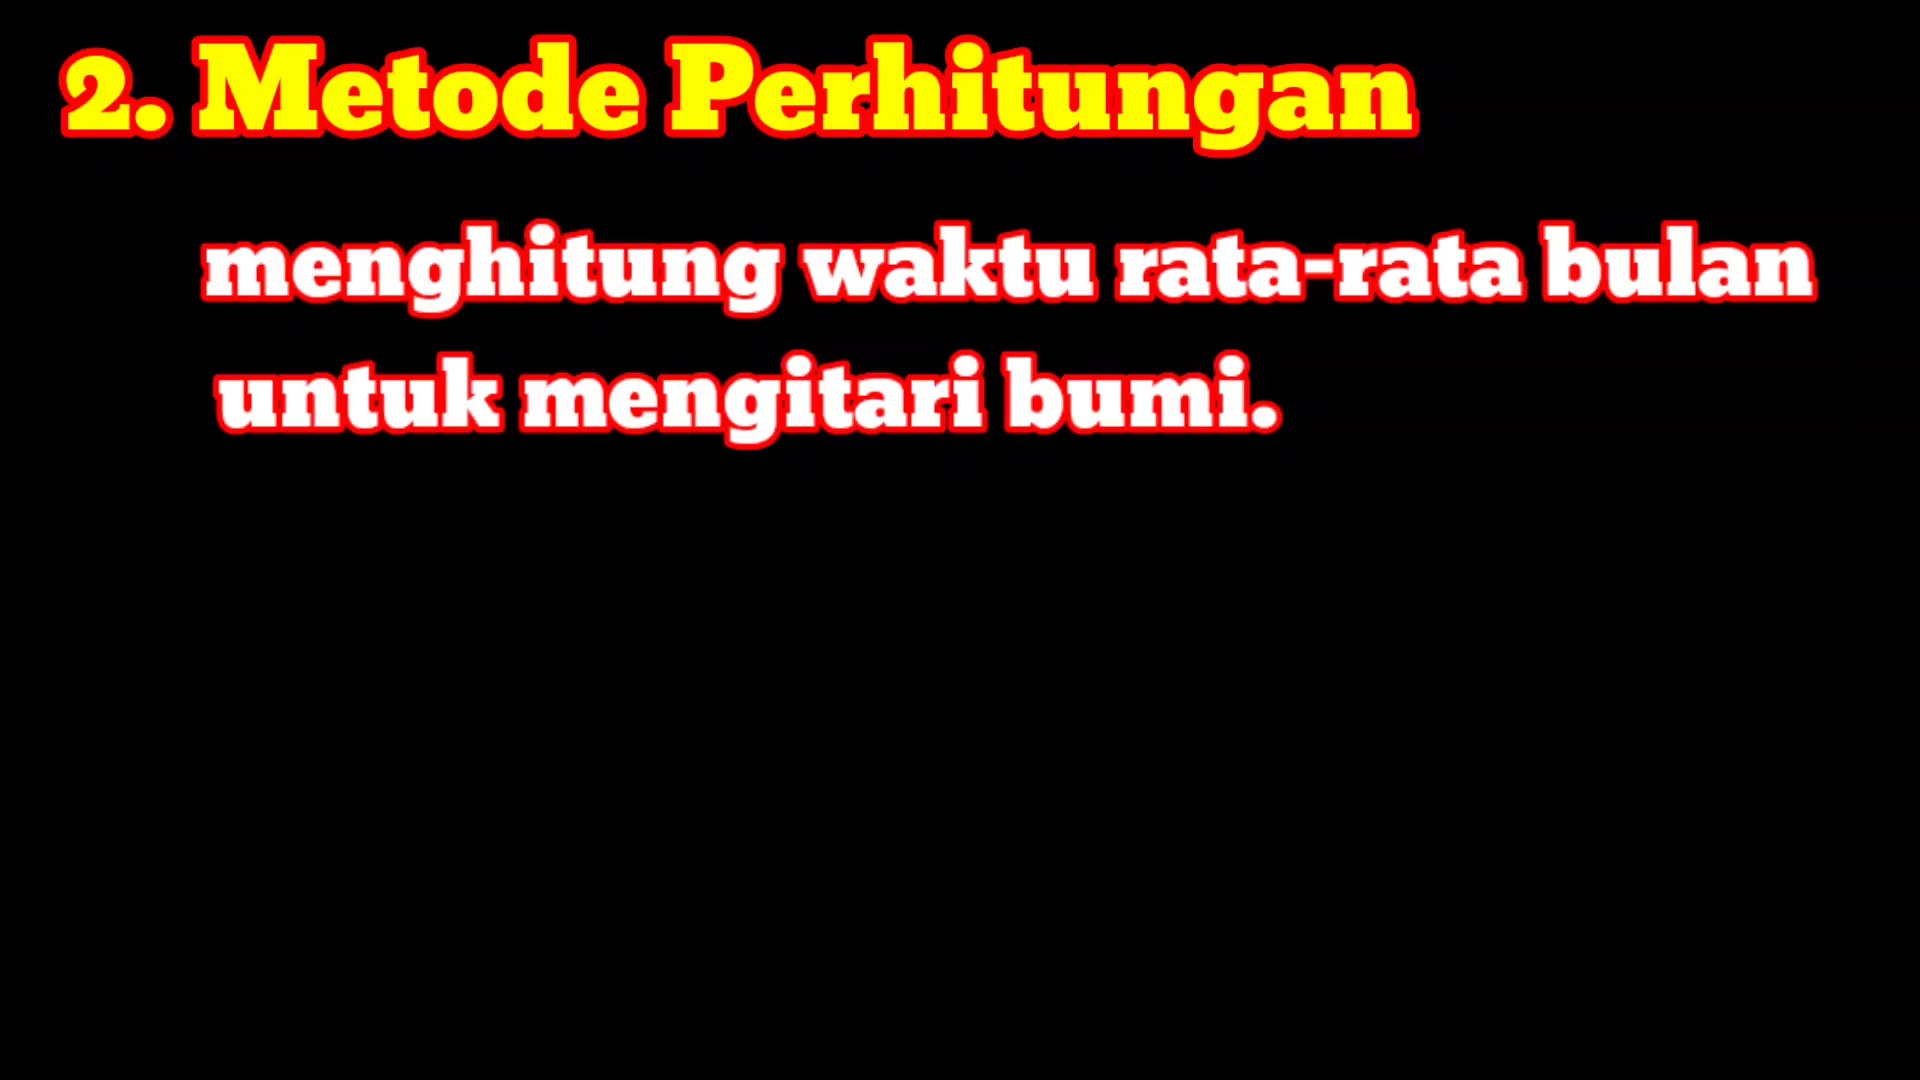 2. Metode Perhitungan
menghitung waktu rata-rata bulan
untuk mengitari bumi.